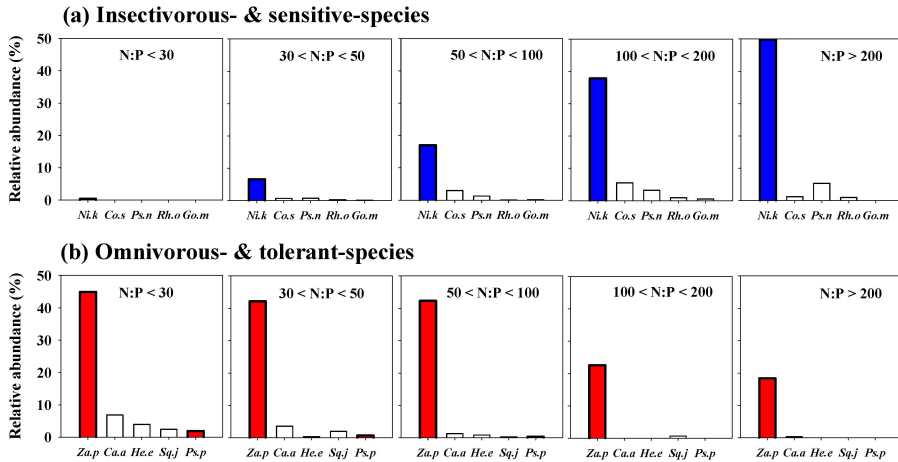 (a) Insectivorous- & sensitive-species
Relative abundance (%)
50
40
30
20
10
0
N:P < 30
30 < N:P < 50
50 < N:P < 100
100 < N:P < 200
N:P > 200
Ni.k Co.s Ps.n Rh.o Go.m
Ni.k Co.s Ps.n Rh.o Go.m
Ni.k Co.s Ps.n Rh.o Go.m
Ni.k Co.s Ps.n Rh.o Go.m
Ni.k Co.s Ps.n Rh.o Go.m
(b) Omnivorous- & tolerant-species
Relative abundance (%)
50
40
30
20
10
0
N:P < 30
30 < N:P < 50
50 < N:P < 100
100 < N:P < 200
N:P > 200
Za.p Ca.a He.e Sq.j Ps.p
Za.p Ca.a He.e Sq.j Ps.p
Za.p Ca.a He.e Sq.j Ps.p
Za.p Ca.a He.e Sq.j Ps.p
Za.p Ca.a He.e Sq.j Ps.p